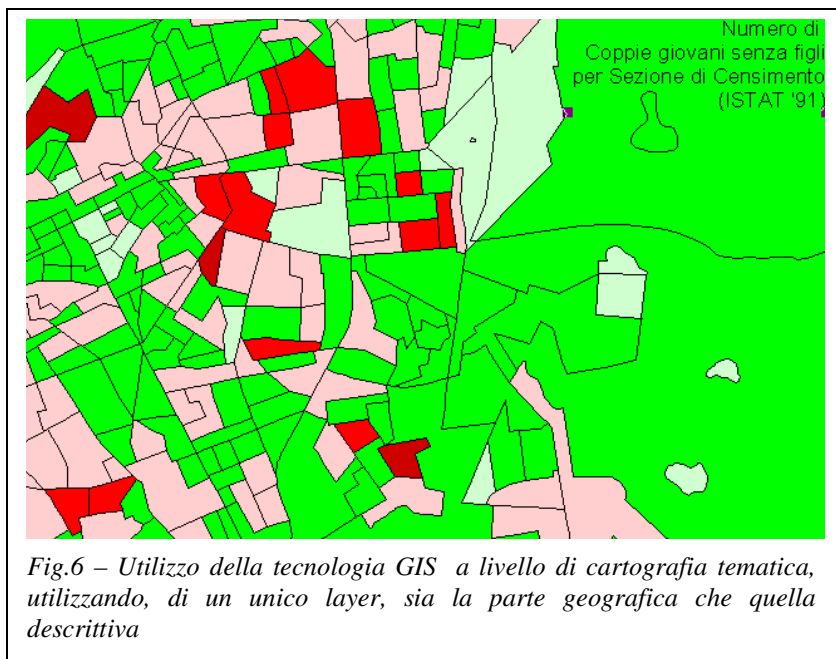 Numero di
Coppie giovani senza figli
per Sezione di Censimento
(ISTAT '91)
Fig.6 – Utilizzo della tecnologia GIS a livello di cartografia tematica,
utilizzando, di un unico layer, sia la parte geografica che quella
descrittiva